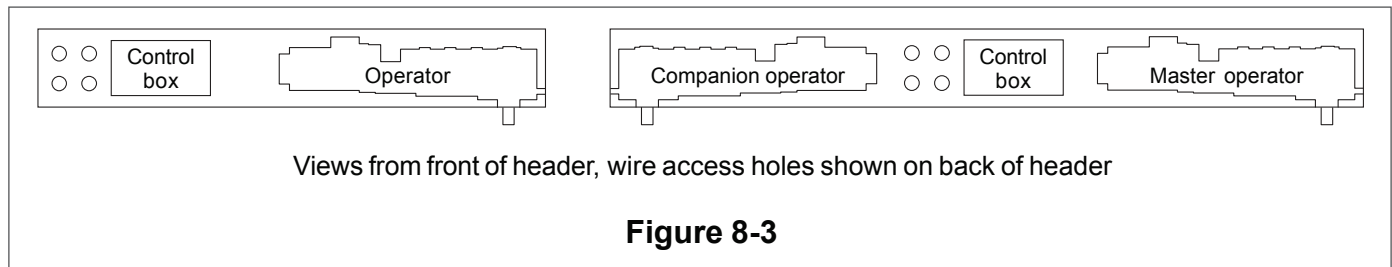 Control
box
Operator
Companion operator
Control
box
Master operator
Views from front of header, wire access holes shown on back of header
Figure 8-3